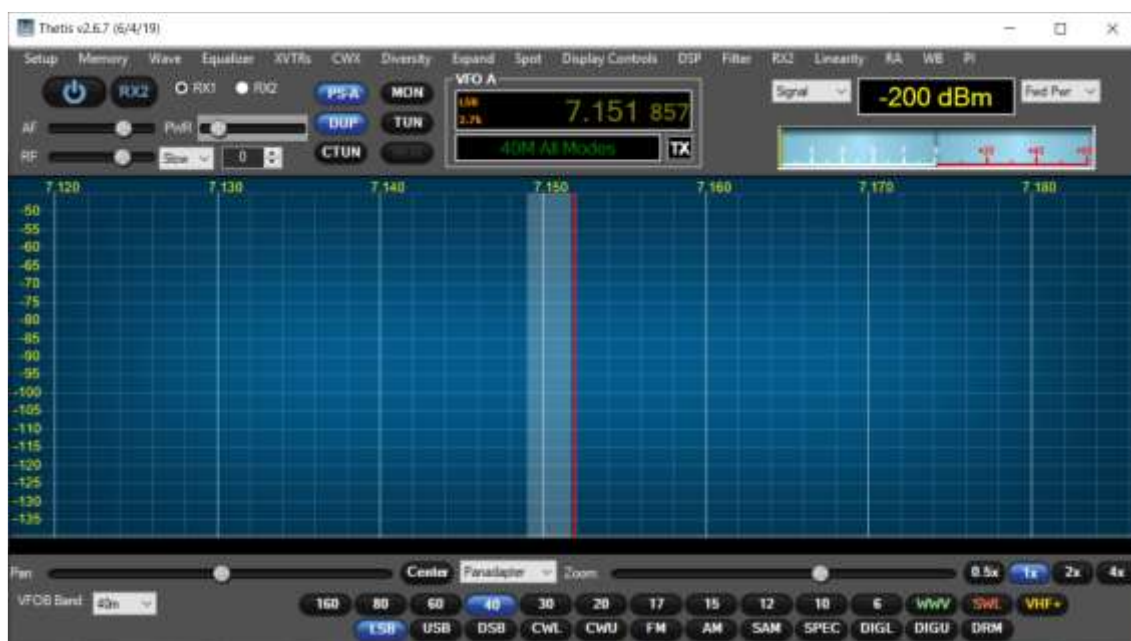 Thetis v2.6.7 (6/4/19)
Setup Memory Wave Equalizer XVTRs CWX Diversity Expand Spot Display Controls DSP Filter RX2 Linearity RA WB PI
RX2 RX1 RX2 PS-A MON VFO A Signal -200 dBm Fwd Pwr
LSB 7.151 857
2.7k
AF PWR DUP TUN
40M All Modes TX
RF Slow 0 CTUN
+20 +40 +60
7.120 7.130 7.140 7.150 7.160 7.170 7.180
-50
-55
-60
-65
-70
-75
-80
-85
-90
-95
-100
-105
-110
-115
-120
-125
-130
-135
Pan Center Panadapter Zoom 0.5x 1x 2x 4x
VFOB Band 40m 160 80 60 40 30 20 17 15 12 10 6 WWV SWL VHF+
LSB USB DSB CWL CWU FM AM SAM SPEC DIGL DIGU DRM